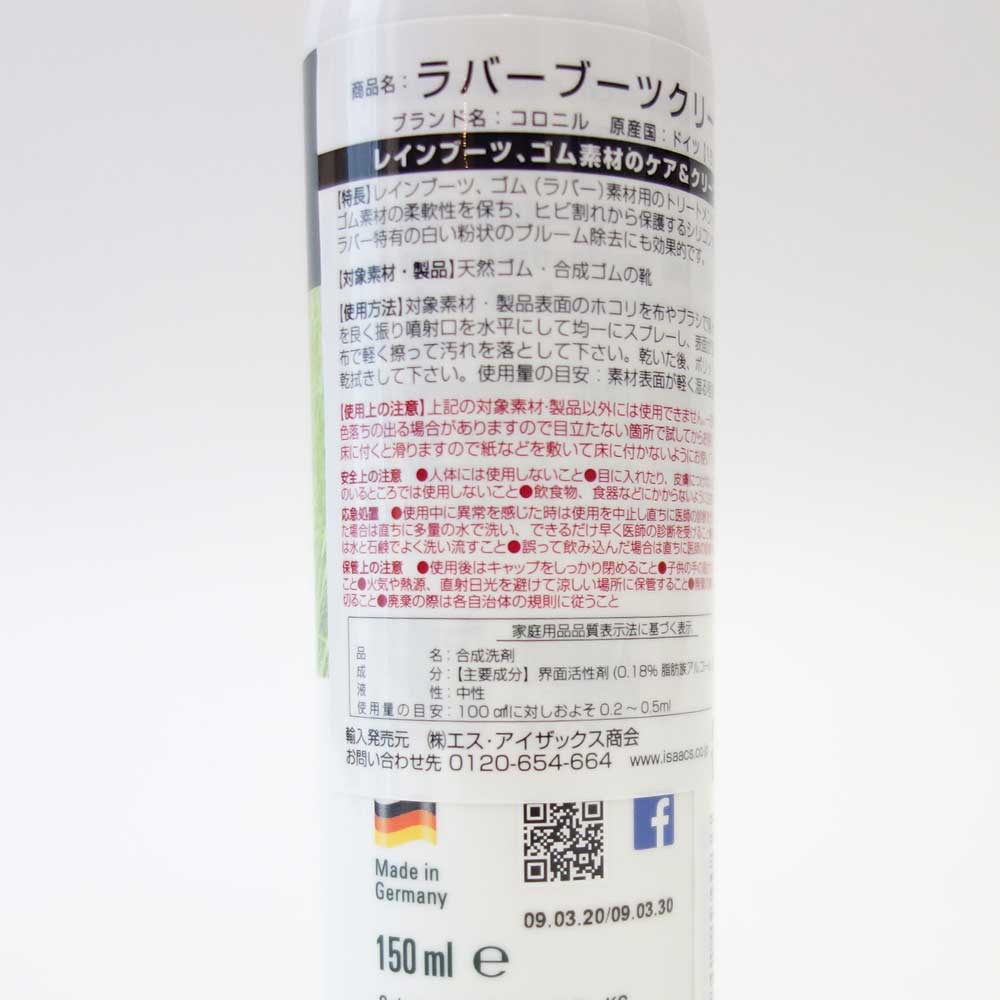 商品名：ラバーブーツクリー
ブランド名：コロニル　原産国：ドイツ
レインブーツ、ゴム素材のケア&クリー
【特長】レインブーツ、ゴム（ラバー）素材用のトリートメン
ゴム素材の柔軟性を保ち、ヒビ割れから保護するシリコン
ラバー特有の白い粉状のブルーム除去にも効果的です。
【対象素材・製品】天然ゴム・合成ゴムの靴
【使用方法】対象素材・製品表面のホコリを布やブラシで
を良く振り噴射口を水平にして均一にスプレーし、表面
布で軽く擦って汚れを落として下さい。乾いた後、ポリッ
乾拭きして下さい。使用量の目安：素材表面が軽く湿る
【使用上の注意】上記の対象素材・製品以外には使用できません。
色落ちの出る場合がありますので目立たない箇所で試してから
床に付くと滑りますので紙などを敷いて床に付かないように
安全上の注意　●人体には使用しないこと●目に入れたり、皮膚に
のいるところでは使用しないこと●飲食物、食器などにかからないように
応急処置　●使用中に異常を感じた時は使用を中止し直ちに医師の
た場合は直ちに多量の水で洗い、できるだけ早く医師の診断を受けること
は水と石鹸でよく洗い流すこと●誤って飲み込んだ場合は直ちに医師
保管上の注意　●使用後はキャップをしっかり閉めること●子供の手の
こと●火気や熱源、直射日光を避けて涼しい場所に保管すること●
切ること●廃棄の際は各自治体の規則に従うこと
家庭用品品質表示法に基づく表示
品　名：合成洗剤
成　分：【主要成分】界面活性剤（0.18% 脂肪族アルコー
液　性：中性
使用量の目安：100㎠に対しおよそ0.2～0.5ml
輸入発売元　㈱エス・アイザックス商会
お問い合わせ先 0120-654-664　www.isaacs.co.jp
f
Made in
Germany
09.03.20/09.03.30
150 ml ℮